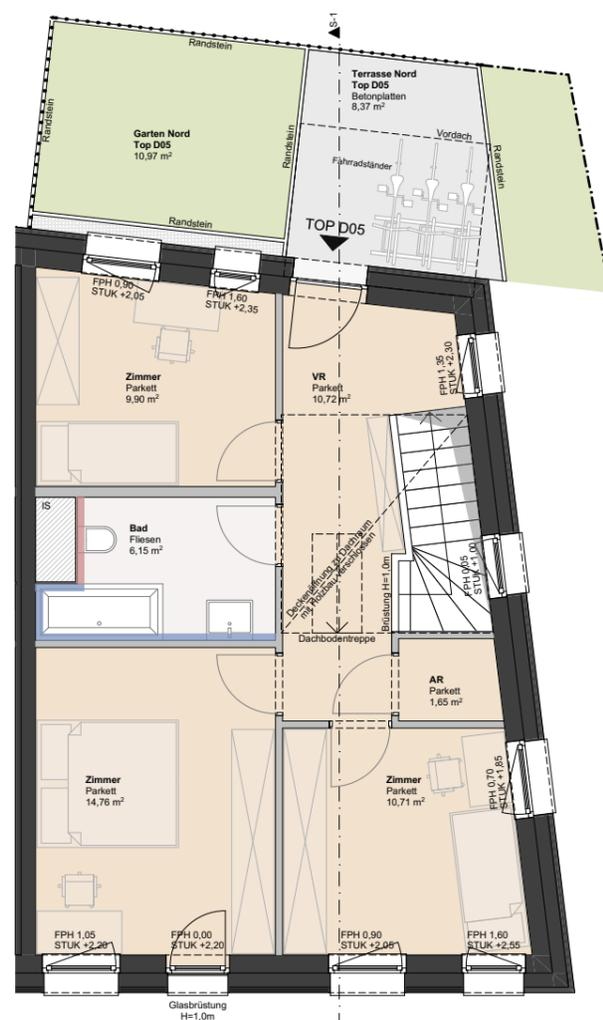 S-1
Randstein
Terrasse Nord
Top D05
Betonplatten
8,37 m²
Randstein
Garten Nord
Top D05
10,97 m²
Randstein
Vordach
Randstein
Fahrradständer
Randstein
TOP D05
FPH 0,90
STUK +2,05
FPH 1,60
STUK +2,35
Zimmer
Parkett
9,90 m²
VR
Parkett
10,72 m²
FPH 1,35
STUK +2,30
IS
Bad
Fliesen
6,15 m²
Deckenöffnung zu Dachraum
mit Holzbau verschlossen
Brüstung H=1,0m
FPH 0,05
STUK +1,00
Dachbodentreppe
AR
Parkett
1,65 m²
Zimmer
Parkett
14,76 m²
Zimmer
Parkett
10,71 m²
FPH 0,70
STUK +1,85
FPH 1,05
STUK +2,20
FPH 0,00
STUK +2,20
FPH 0,90
STUK +2,05
FPH 1,60
STUK +2,55
Glasbrüstung
H=1,0m